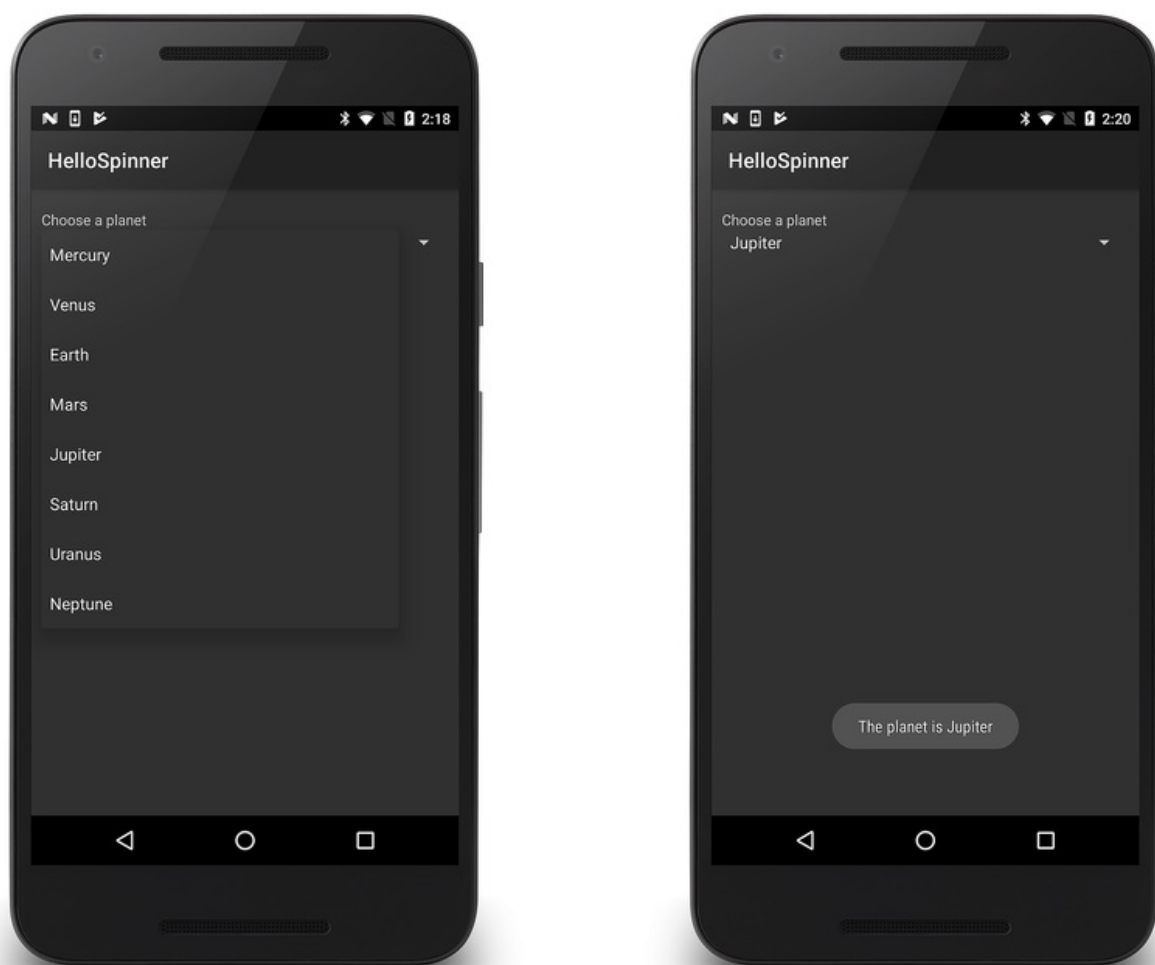 2:18
HelloSpinner
Choose a planet
Mercury
Venus
Earth
Mars
Jupiter
Saturn
Uranus
Neptune
2:20
HelloSpinner
Choose a planet
Jupiter
The planet is Jupiter